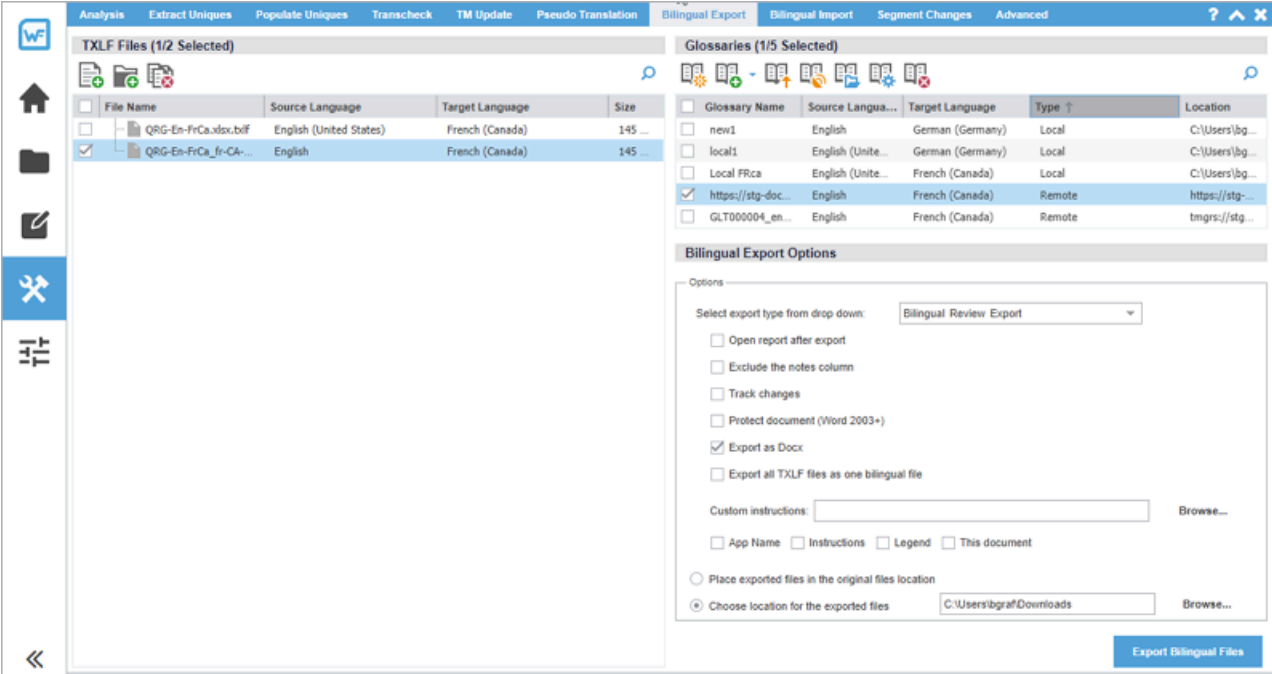 Analysis Extract Uniques Populate Uniques Transcheck TM Update Pseudo Translation Bilingual Export Bilingual Import Segment Changes Advanced ? X
WF
TXLF Files (1/2 Selected)
File Name Source Language Target Language Size
QRG-En-FrCa.xlsx.txlf English (United States) French (Canada) 145 ...
QRG-En-FrCa_fr-CA-... English French (Canada) 145 ...
Glossaries (1/5 Selected)
Glossary Name Source Langua... Target Language Type ↑ Location
new1 English German (Germany) Local C:\Users\bg...
local1 English (Unite... German (Germany) Local C:\Users\bg...
Local FRca English (Unite... French (Canada) Local C:\Users\bg...
https://stg-doc... English French (Canada) Remote https://stg-...
GLT000004_en... English French (Canada) Remote tmgrs://stg...
Bilingual Export Options
Options
Select export type from drop down: Bilingual Review Export
Open report after export
Exclude the notes column
Track changes
Protect document (Word 2003+)
Export as Docx
Export all TXLF files as one bilingual file
Custom instructions: Browse...
App Name Instructions Legend This document
Place exported files in the original files location
Choose location for the exported files C:\Users\bgraf\Downloads Browse...
Export Bilingual Files